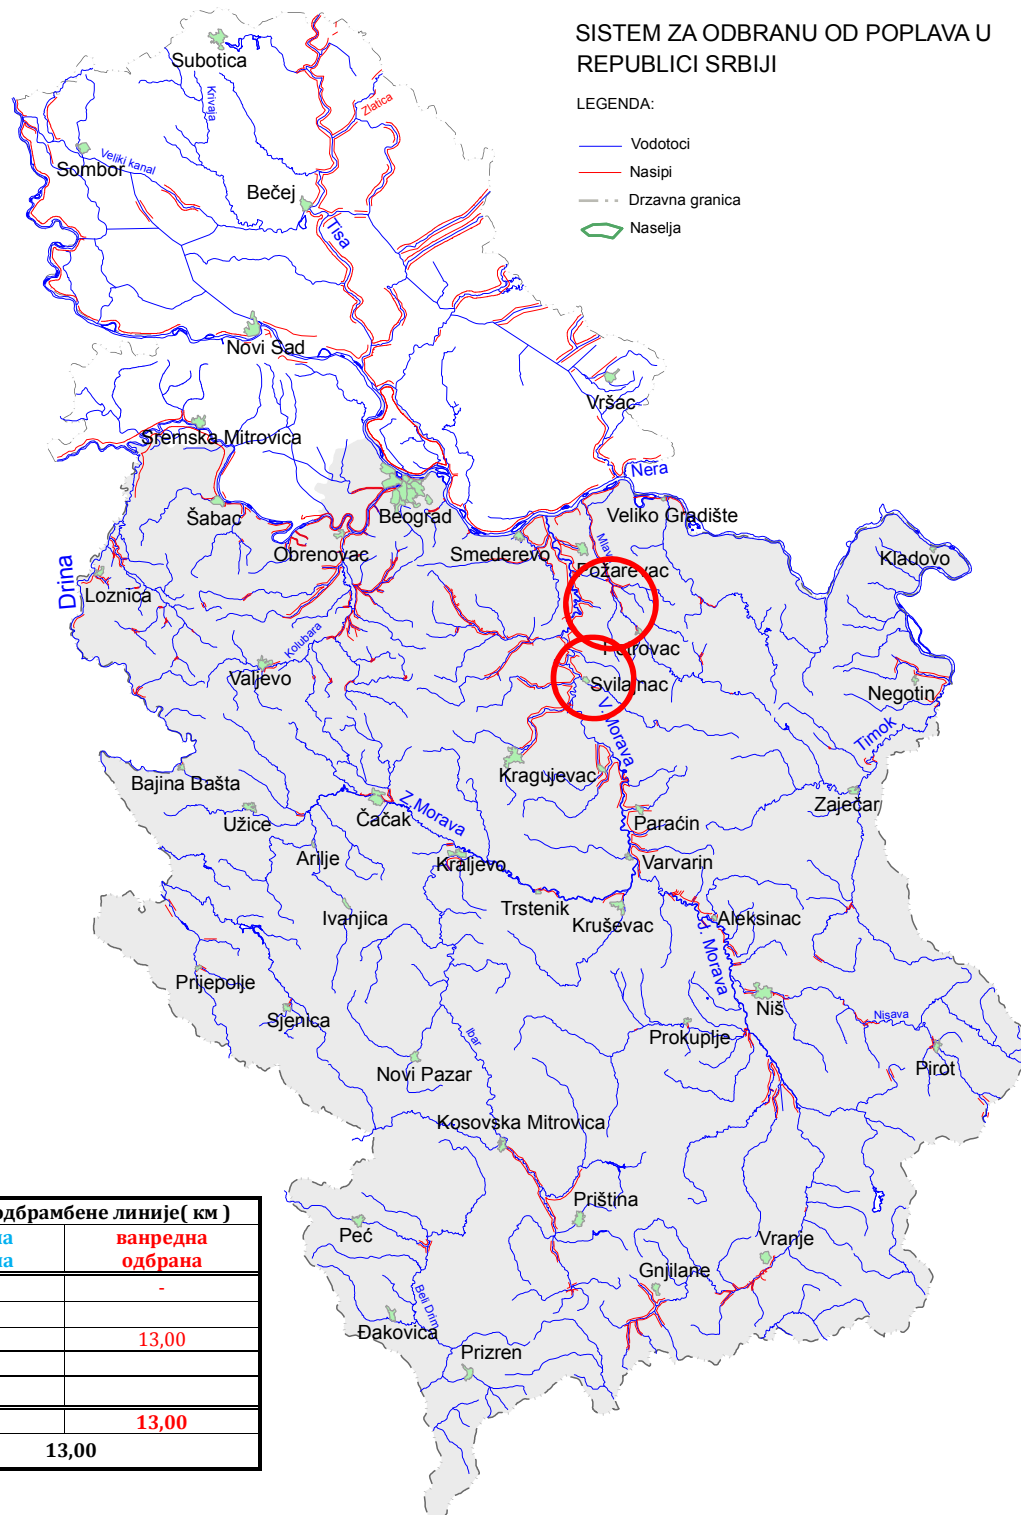 SISTEM ZA ODBRANU OD POPLAVA U
REPUBLICI SRBIJI
LEGENDA:
Vodotoci
Nasipi
Drzavna granica
Naselja
Subotica
Krivaja
Zlatica
Sombor
Veliki kanal
Bečej
Tisa
Novi Sad
Vršac
Sremska Mitrovica
Nera
Šabac
Beograd
Veliko Gradište
Obrenovac
Smederevo
Kladovo
Drina
Požarevac
Loznica
Kolubara
Petrovac
Valjevo
Svilajnac
Negotin
V. Morava
Timok
Bajina Bašta
Kragujevac
Zaječar
Užice
Čačak
Z. Morava
Paraćin
Arilje
Kraljevo
Varvarin
Ivanjica
Trstenik
Kruševac
Aleksinac
J. Morava
Prijepolje
Sjenica
Niš
Nisava
Ibar
Prokuplje
Pirot
Novi Pazar
Kosovska Mitrovica
Priština
Peć
Vranje
Gnjilane
Beli Drim
Đakovica
Prizren
одбрамбене линије( км )
ванредна
одбрана
-
13,00
13,00
13,00